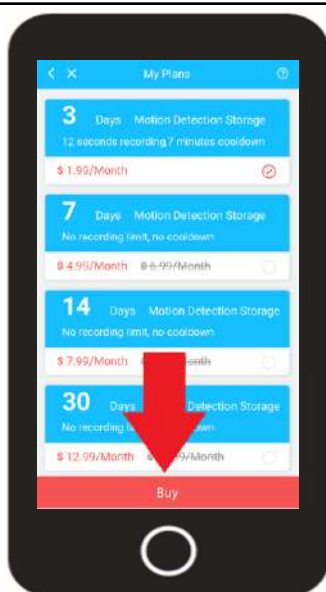 My Plans
3 Days Motion Detection Storage
12 seconds recording,7 minutes cooldown
$ 1.99/Month
7 Days Motion Detection Storage
No recording limit, no cooldown
$ 4.99/Month $ 6.99/Month
14 Days Motion Detection Storage
No recording limit, no cooldown
$ 7.99/Month
30 Days Detection Storage
No recording
$ 12.99/Month
Buy